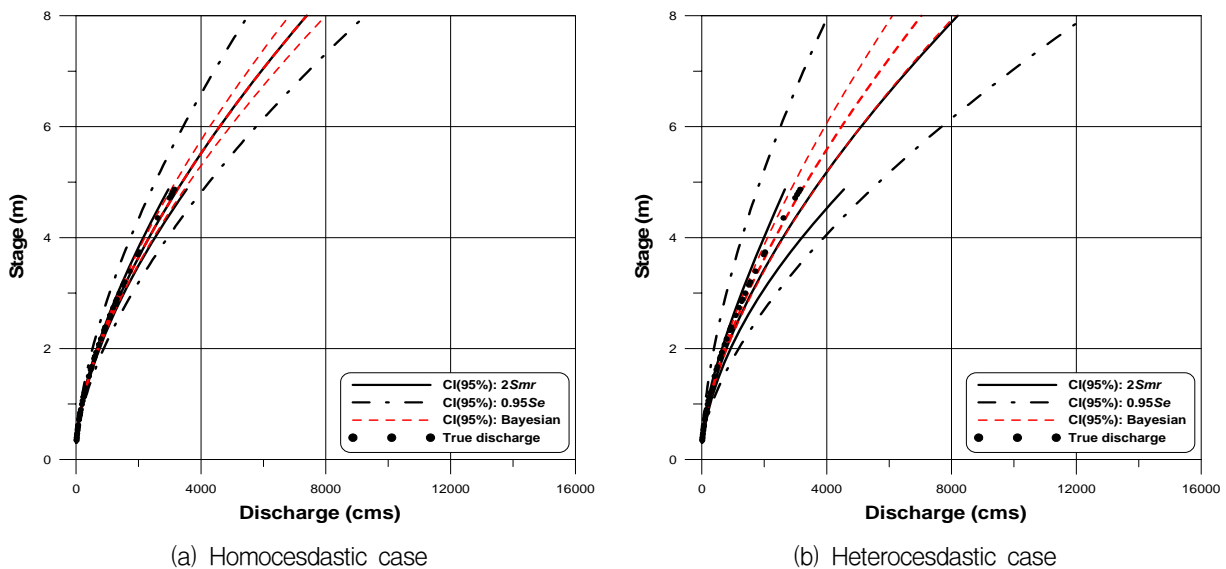 8
6
4
2
0
Stage (m)
CI(95%): 2Smr
CI(95%): 0.95Se
CI(95%): Bayesian
True discharge
0 4000 8000 12000 16000
Discharge (cms)
(a) Homocesdastic case
8
6
4
2
0
Stage (m)
CI(95%): 2Smr
CI(95%): 0.95Se
CI(95%): Bayesian
True discharge
0 4000 8000 12000 16000
Discharge (cms)
(b) Heterocesdastic case